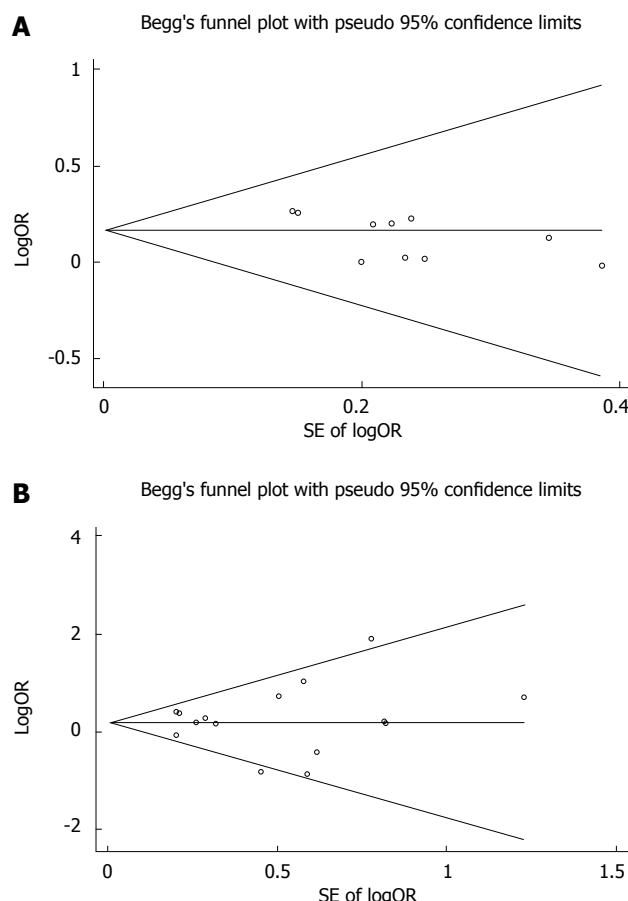 A
Begg's funnel plot with pseudo 95% confidence limits
1
0.5
0
-0.5
LogOR
0
0.2
0.4
SE of logOR
B
Begg's funnel plot with pseudo 95% confidence limits
4
2
0
-2
LogOR
0
0.5
1
1.5
SE of logOR